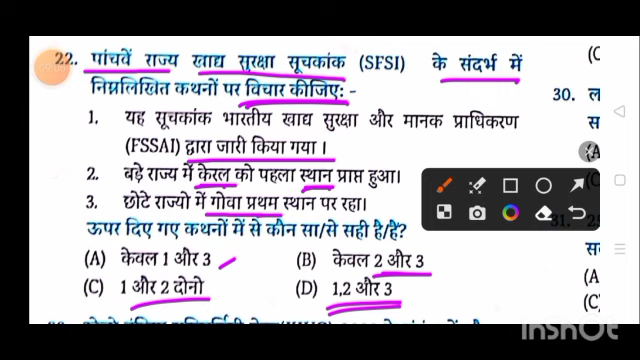 22. पांचवें राज्य खाद्य सुरक्षा सूचकांक (SFSI) के संदर्भ में
निम्नलिखित कथनों पर विचार कीजिए: -
1. यह सूचकांक भारतीय खाद्य सुरक्षा और मानक प्राधिकरण
(FSSAI) द्वारा जारी किया गया ।
2. बड़े राज्य में केरल को पहला स्थान प्राप्त हुआ।
3. छोटे राज्यो में गोवा प्रथम स्थान पर रहा।
ऊपर दिए गए कथनों में से कौन सा/से सही है/हैं?
(A) केवल 1 और 3 (B) केवल 2 और 3
(C) 1 और 2 दोनो (D) 1,2 और 3
(C
30. ल
स
(A
31.
स
(A
(C)
InShOt